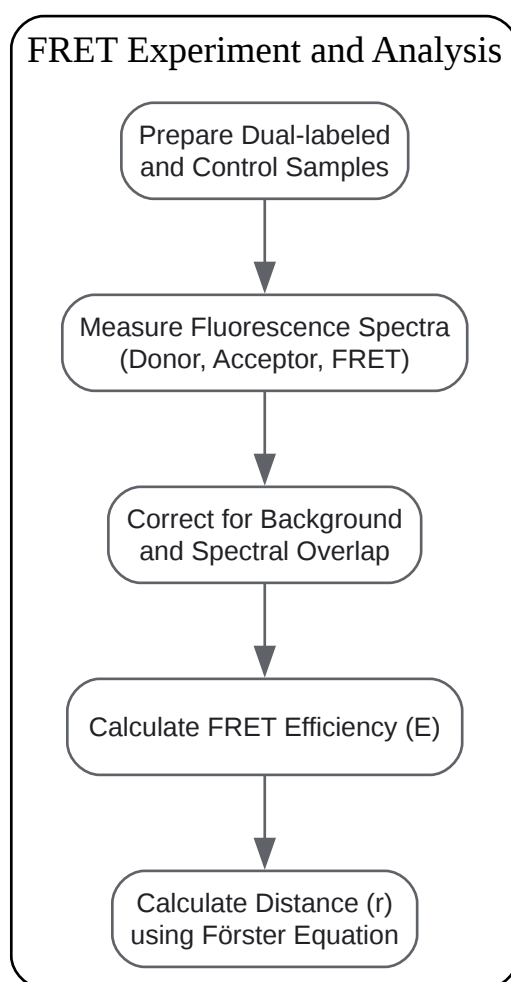 FRET Experiment and Analysis
Prepare Dual-labeled
and Control Samples
Measure Fluorescence Spectra
(Donor, Acceptor, FRET)
Correct for Background
and Spectral Overlap
Calculate FRET Efficiency (E)
Calculate Distance (r)
using Förster Equation